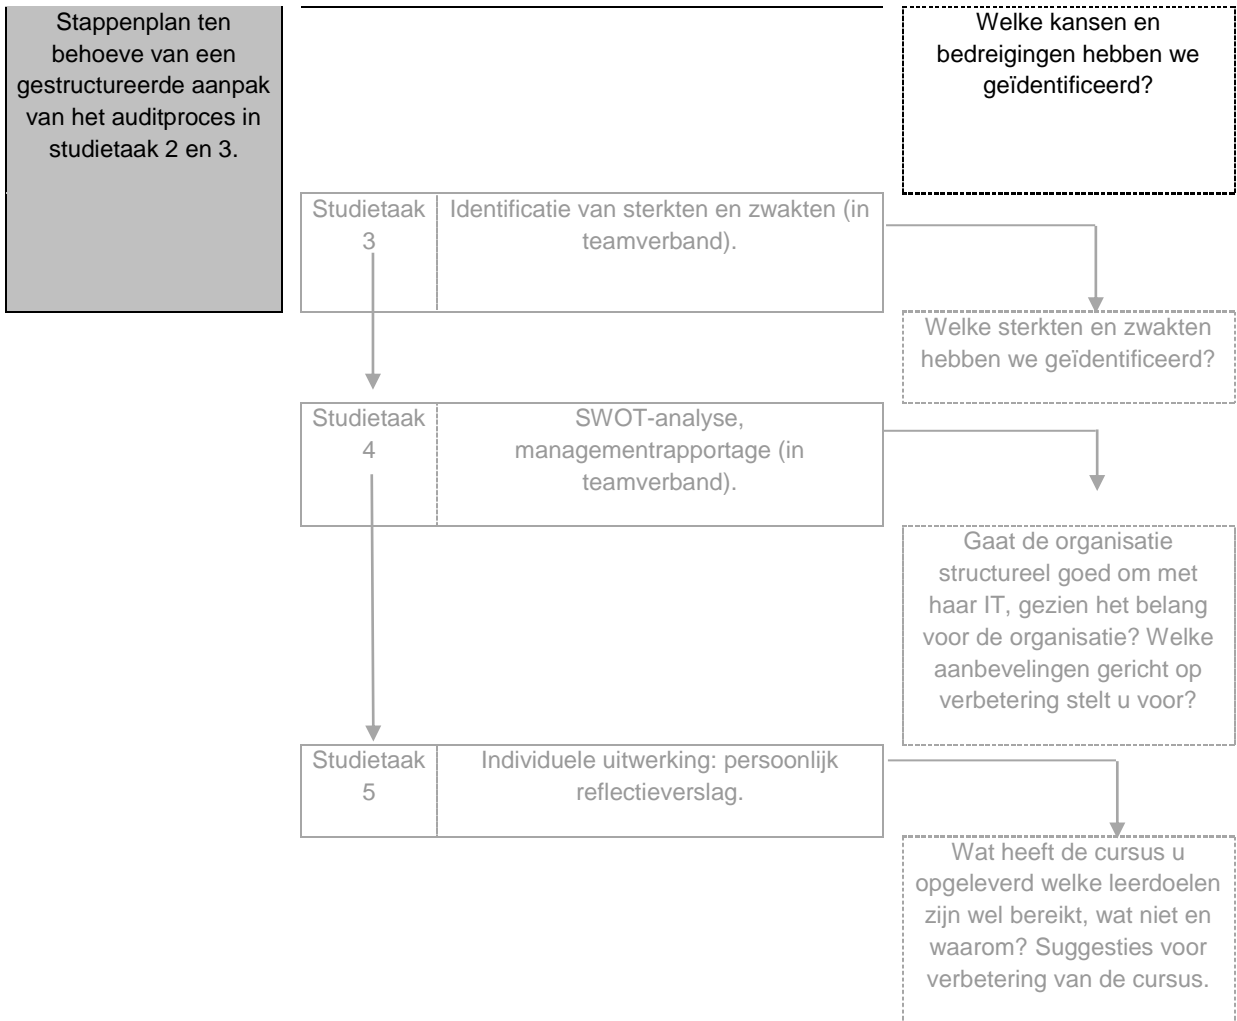 Stappenplan ten
behoeve van een
gestructureerde aanpak
van het auditproces in
studietaak 2 en 3.
Welke kansen en
bedreigingen hebben we
geïdentificeerd?
Studietaak
3
Identificatie van sterkten en zwakten (in
teamverband).
Welke sterkten en zwakten
hebben we geïdentificeerd?
Studietaak
4
SWOT-analyse,
managementrapportage (in
teamverband).
Gaat de organisatie
structureel goed om met
haar IT, gezien het belang
voor de organisatie? Welke
aanbevelingen gericht op
verbetering stelt u voor?
Studietaak
5
Individuele uitwerking: persoonlijk
reflectieverslag.
Wat heeft de cursus u
opgeleverd welke leerdoelen
zijn wel bereikt, wat niet en
waarom? Suggesties voor
verbetering van de cursus.